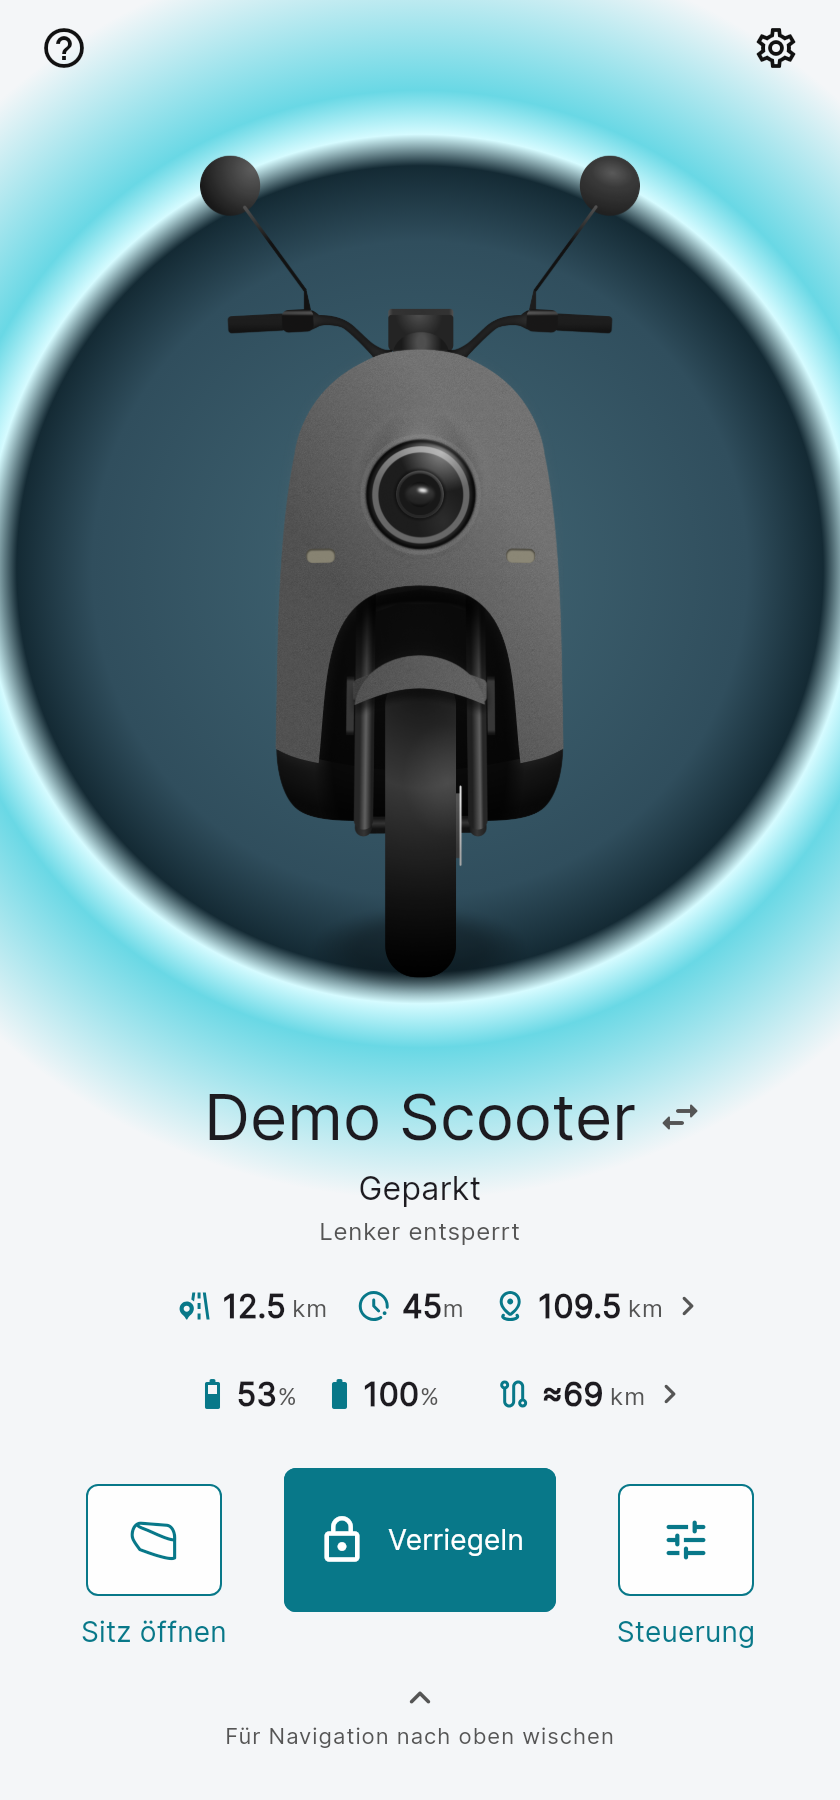 Demo Scooter
Geparkt
Lenker entsperrt
12.5 km 45m 109.5 km
53% 100% ≈69 km
Verriegeln
Sitz öffnen Steuerung
Für Navigation nach oben wischen